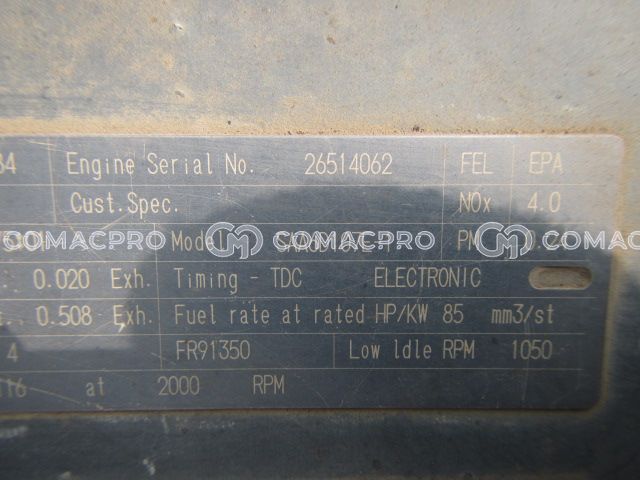 34 Engine Serial No. 26514062 FEL EPA
Cust.Spec. NOx 4.0
COMACPRO Model COMACPRO PM COMACPRO
0.020 Exh. Timing - TDC ELECTRONIC
0.508 Exh. Fuel rate at rated HP/KW 85 mm3/st
4 FR91350 Low Idle RPM 1050
116 at 2000 RPM